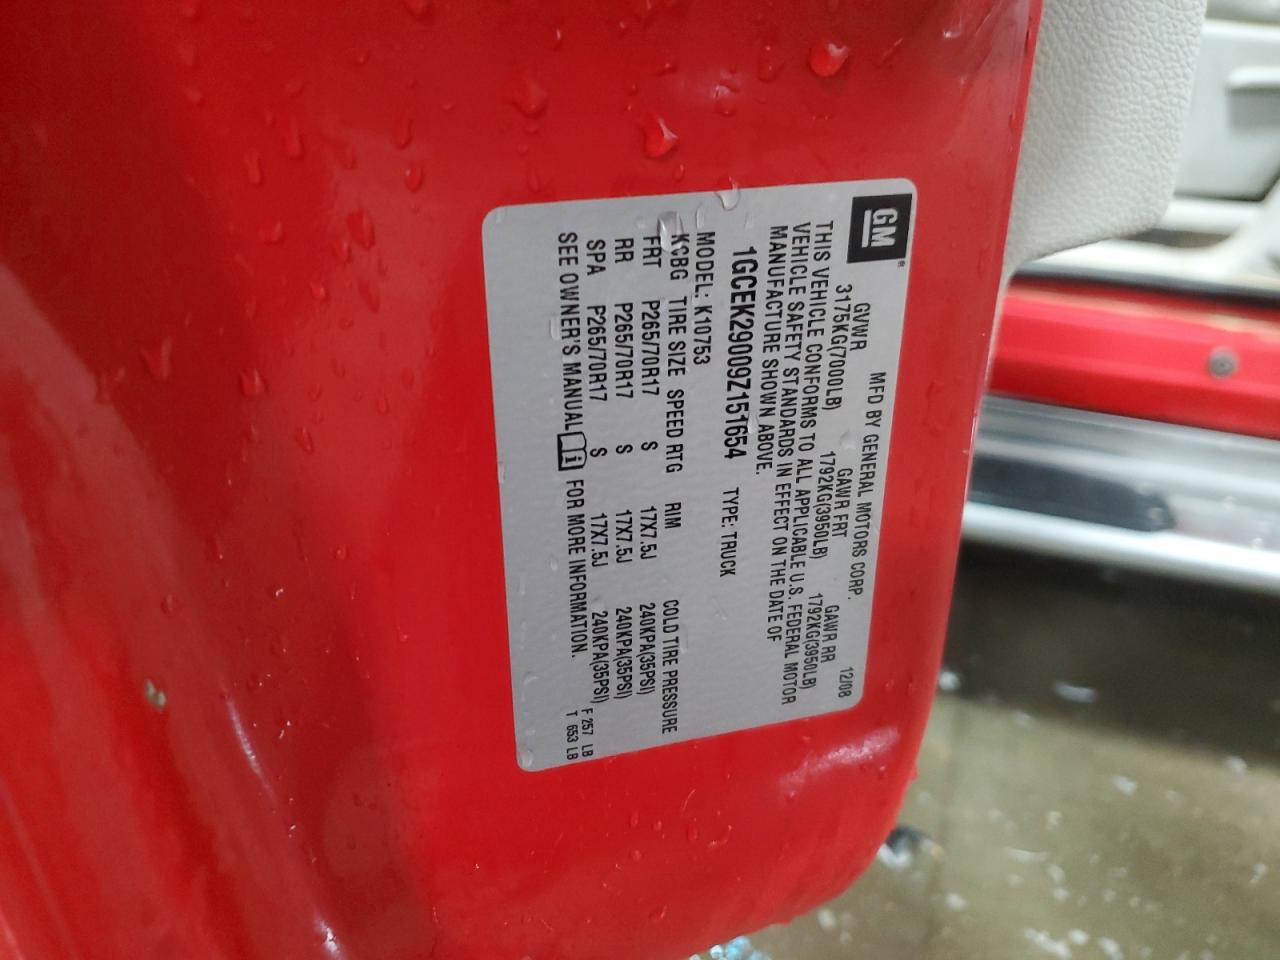 GM®
MFD BY GENERAL MOTORS CORP. 12/08
GVWR GAWR FRT GAWR RR
3175KG(7000LB) 1792KG(3950LB) 1792KG(3950LB)
THIS VEHICLE CONFORMS TO ALL APPLICABLE U.S. FEDERAL MOTOR
VEHICLE SAFETY STANDARDS IN EFFECT ON THE DATE OF
MANUFACTURE SHOWN ABOVE.
1GCEK29009Z151654 TYPE: TRUCK
MODEL: K10753
KCBG TIRE SIZE SPEED RTG RIM COLD TIRE PRESSURE
FRT P265/70R17 S 17X7.5J 240KPA(35PSI)
RR P265/70R17 S 17X7.5J 240KPA(35PSI)
SPA P265/70R17 S 17X7.5J 240KPA(35PSI) F 257 LB
SEE OWNER'S MANUAL i FOR MORE INFORMATION. T 653 LB